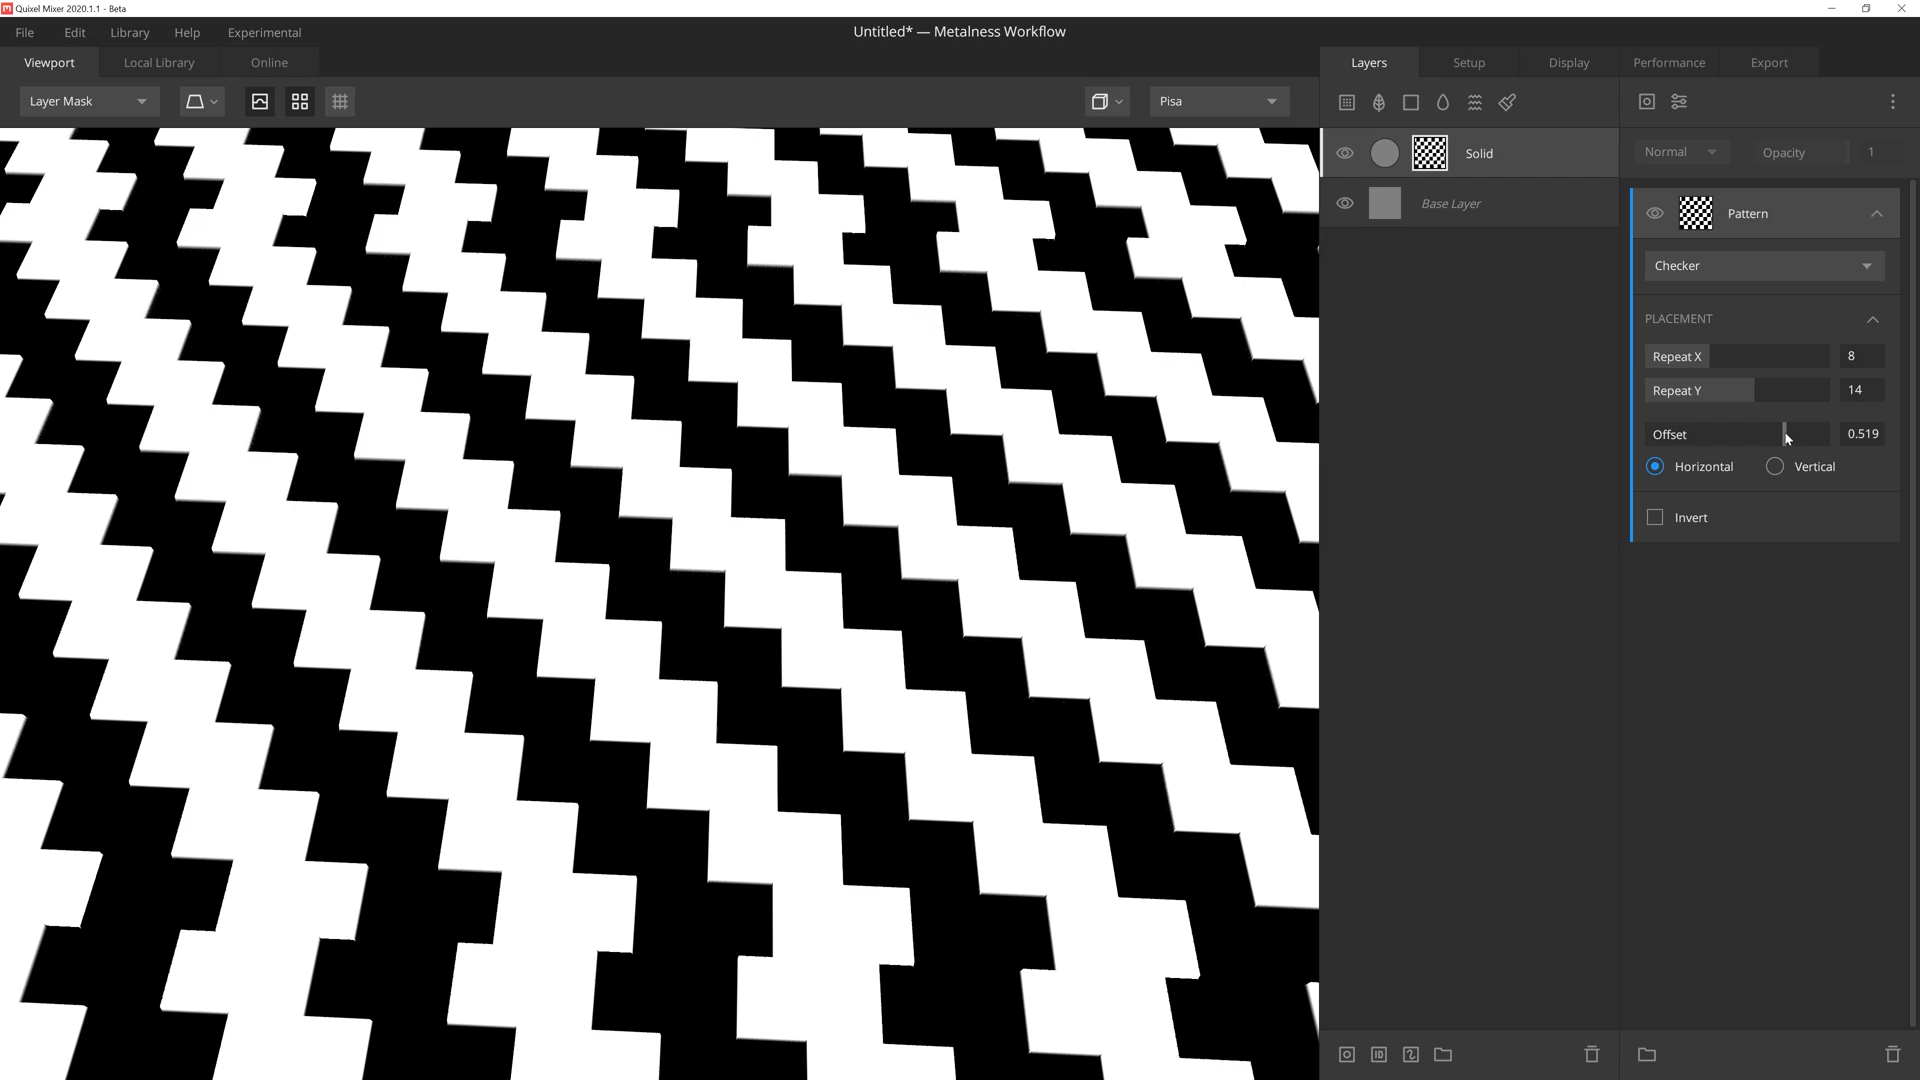 Quixel Mixer 2020.1.1 - Beta
File Edit Library Help Experimental
Untitled* — Metalness Workflow
Viewport Local Library Online
Layers Setup Display Performance Export
Layer Mask
Pisa
Solid
Base Layer
Normal Opacity 1
Pattern
Checker
PLACEMENT
Repeat X 8
Repeat Y 14
Offset 0.519
Horizontal Vertical
Invert
ID